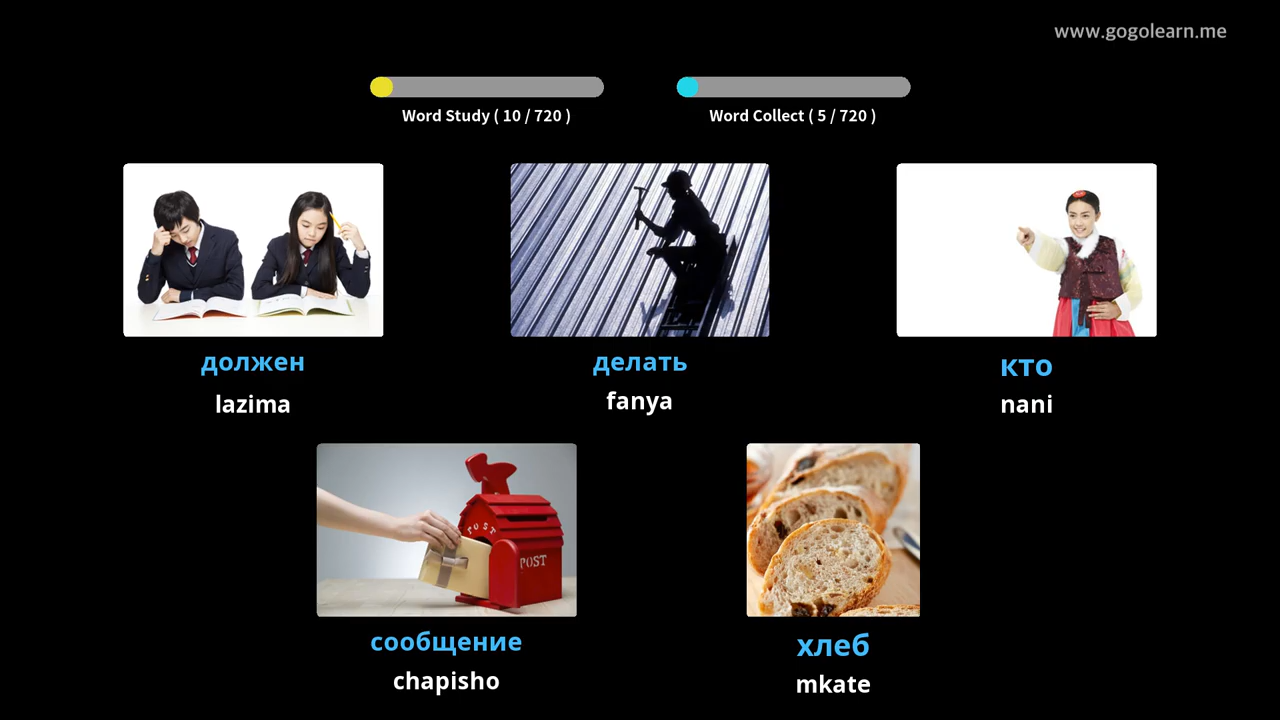 www.gogolearn.me
Word Study ( 10 / 720 )
Word Collect ( 5 / 720 )
должен
делать
кто
lazima
fanya
nani
POST
POST
сообщение
хлеб
chapisho
mkate